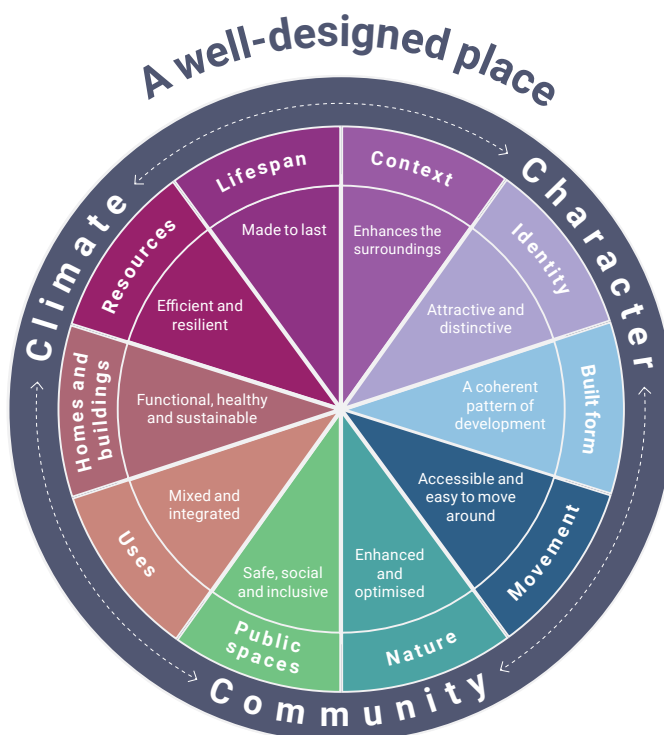 A well-designed place
Climate
Character
Community
Context
Enhances the
surroundings
Identity
Attractive and
distinctive
Built form
A coherent
pattern of
development
Movement
Accessible and
easy to move
around
Nature
Enhanced
and
optimised
Public
spaces
Safe, social
and inclusive
Uses
Mixed and
integrated
Homes and
buildings
Functional, healthy
and sustainable
Resources
Efficient and
resilient
Lifespan
Made to last